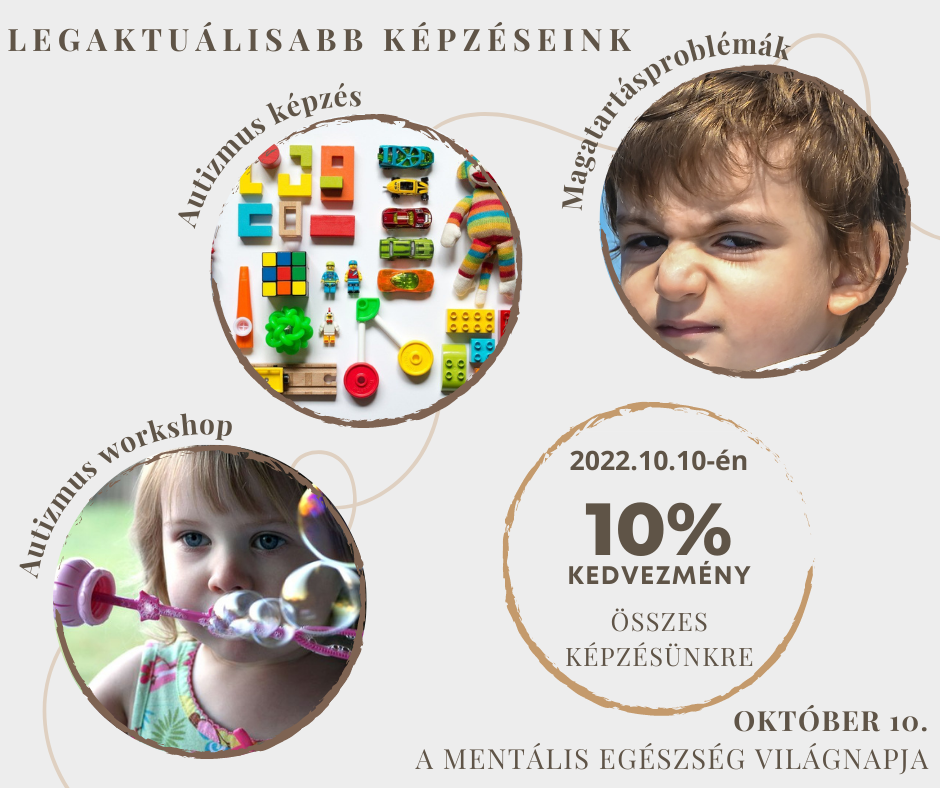 LEGAKTUÁLISABB KÉPZÉSEINK
Autizmus képzés
Magatartásproblémák
Autizmus workshop
2022.10.10-én
10%
KEDVEZMÉNY
ÖSSZES
KÉPZÉSÜNKRE
OKTÓBER 10.
A MENTÁLIS EGÉSZSÉG VILÁGNAPJA